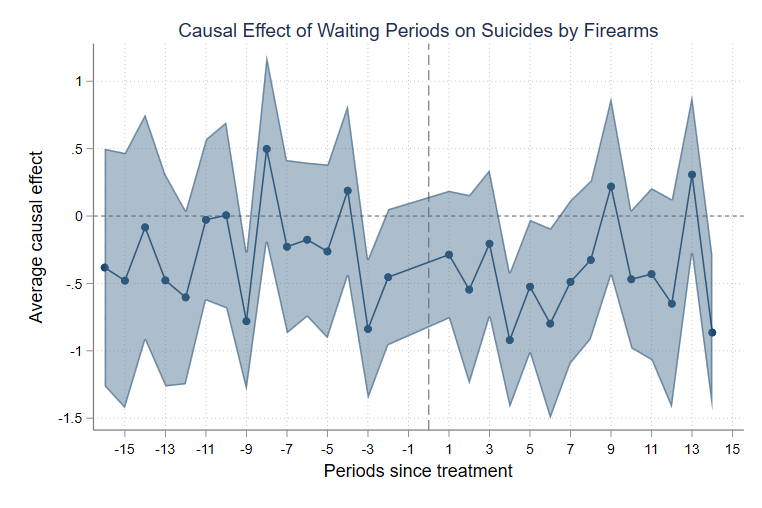 Causal Effect of Waiting Periods on Suicides by Firearms
1
.5
0
-.5
-1
-1.5
Average causal effect
-15 -13 -11 -9 -7 -5 -3 -1 1 3 5 7 9 11 13 15
Periods since treatment